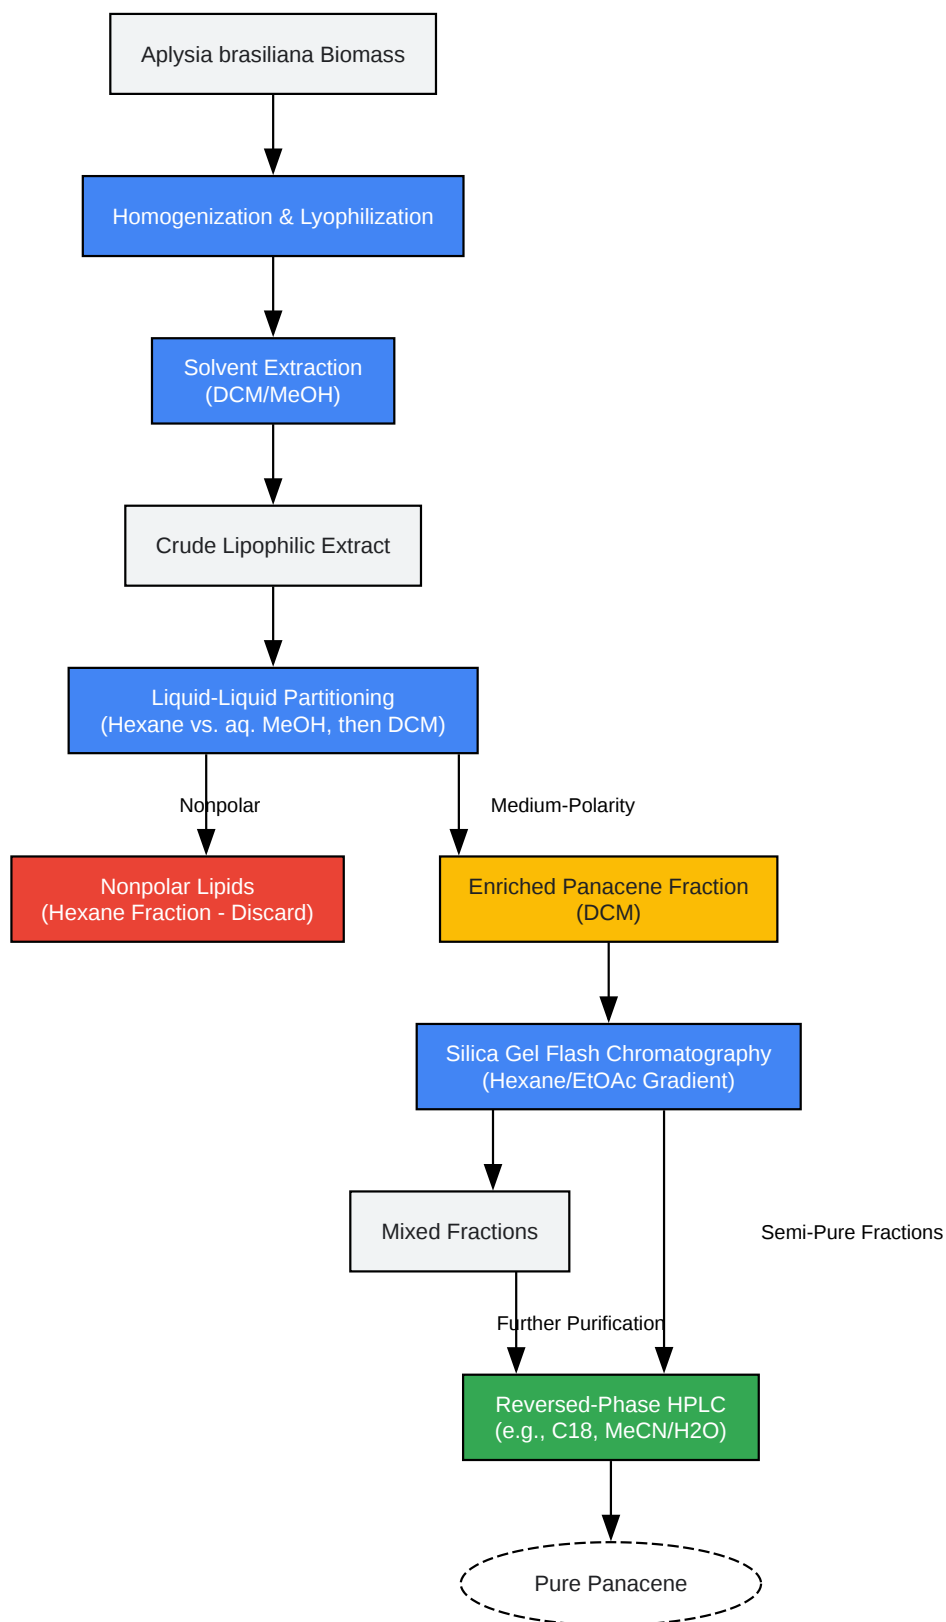 Aplysia brasiliana Biomass
Homogenization & Lyophilization
Solvent Extraction
(DCM/MeOH)
Crude Lipophilic Extract
Liquid-Liquid Partitioning
(Hexane vs. aq. MeOH, then DCM)
Nonpolar
Medium-Polarity
Nonpolar Lipids
(Hexane Fraction - Discard)
Enriched Panacene Fraction
(DCM)
Silica Gel Flash Chromatography
(Hexane/EtOAc Gradient)
Mixed Fractions
Semi-Pure Fractions
Further Purification
Reversed-Phase HPLC
(e.g., C18, MeCN/H2O)
Pure Panacene